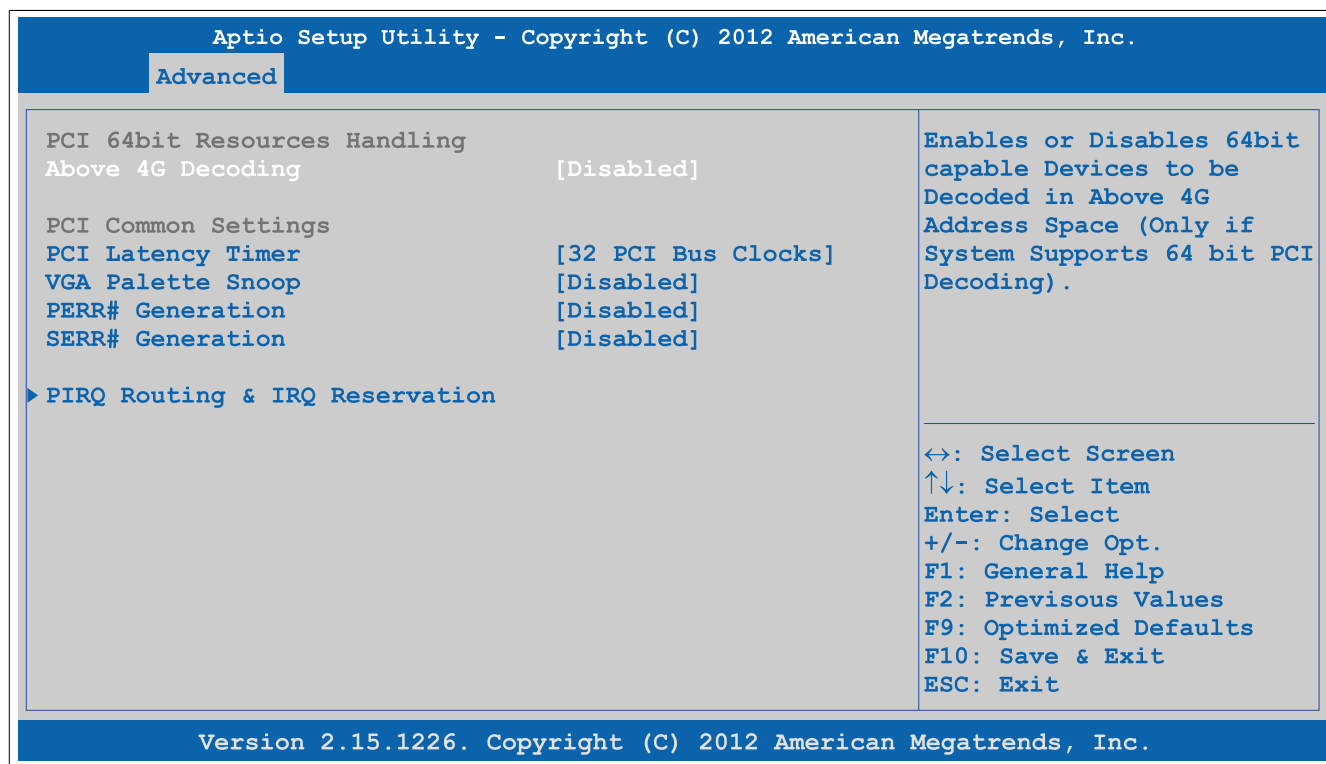 Aptio Setup Utility - Copyright (C) 2012 American Megatrends, Inc.
Advanced
PCI 64bit Resources Handling
Above 4G Decoding [Disabled]
PCI Common Settings
PCI Latency Timer [32 PCI Bus Clocks]
VGA Palette Snoop [Disabled]
PERR# Generation [Disabled]
SERR# Generation [Disabled]
PIRQ Routing & IRQ Reservation
Enables or Disables 64bit
capable Devices to be
Decoded in Above 4G
Address Space (Only if
System Supports 64 bit PCI
Decoding).
↔: Select Screen
↑↓: Select Item
Enter: Select
+/-: Change Opt.
F1: General Help
F2: Previsous Values
F9: Optimized Defaults
F10: Save & Exit
ESC: Exit
Version 2.15.1226. Copyright (C) 2012 American Megatrends, Inc.